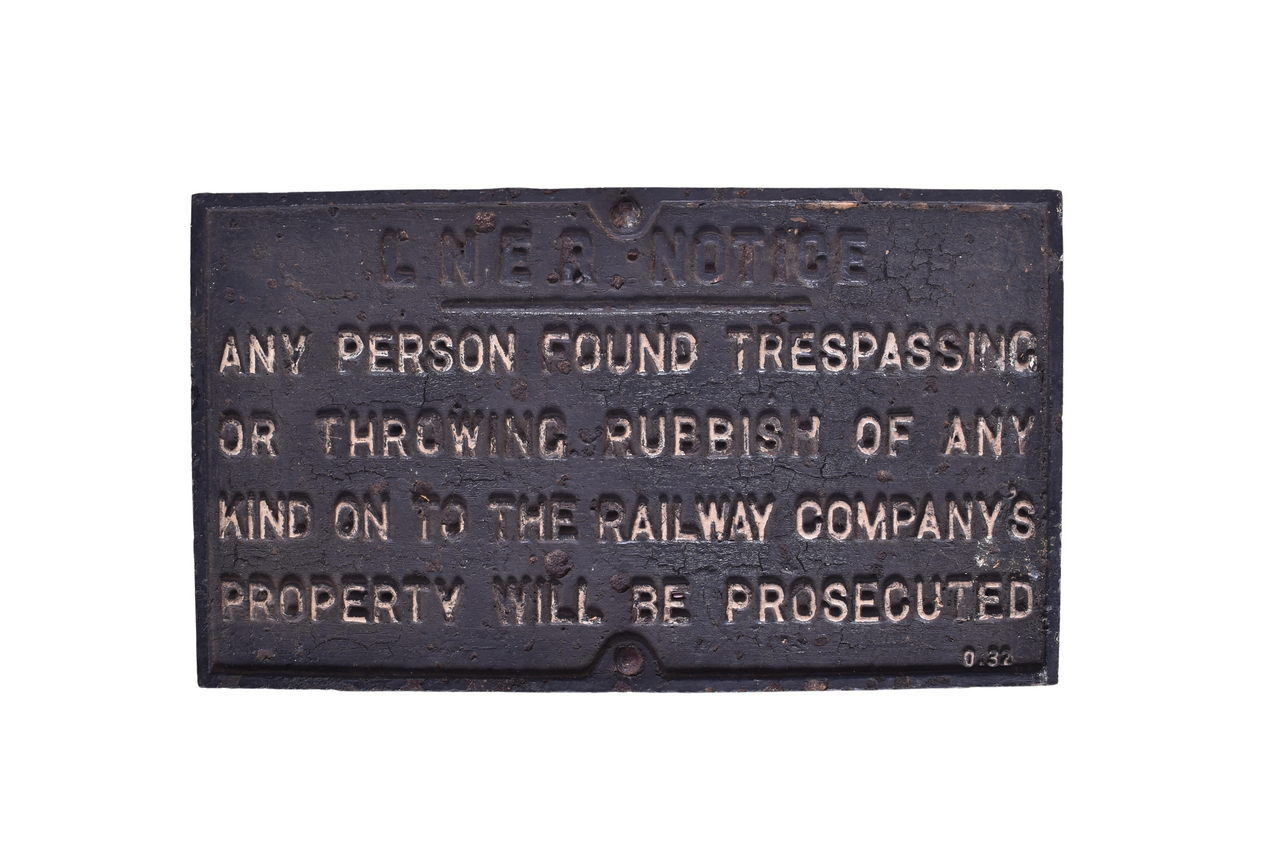 L N E R · NOTICE
ANY PERSON FOUND TRESPASSING
OR THROWING RUBBISH OF ANY
KIND ON TO THE RAILWAY COMPANY'S
PROPERTY WILL BE PROSECUTED
0.32